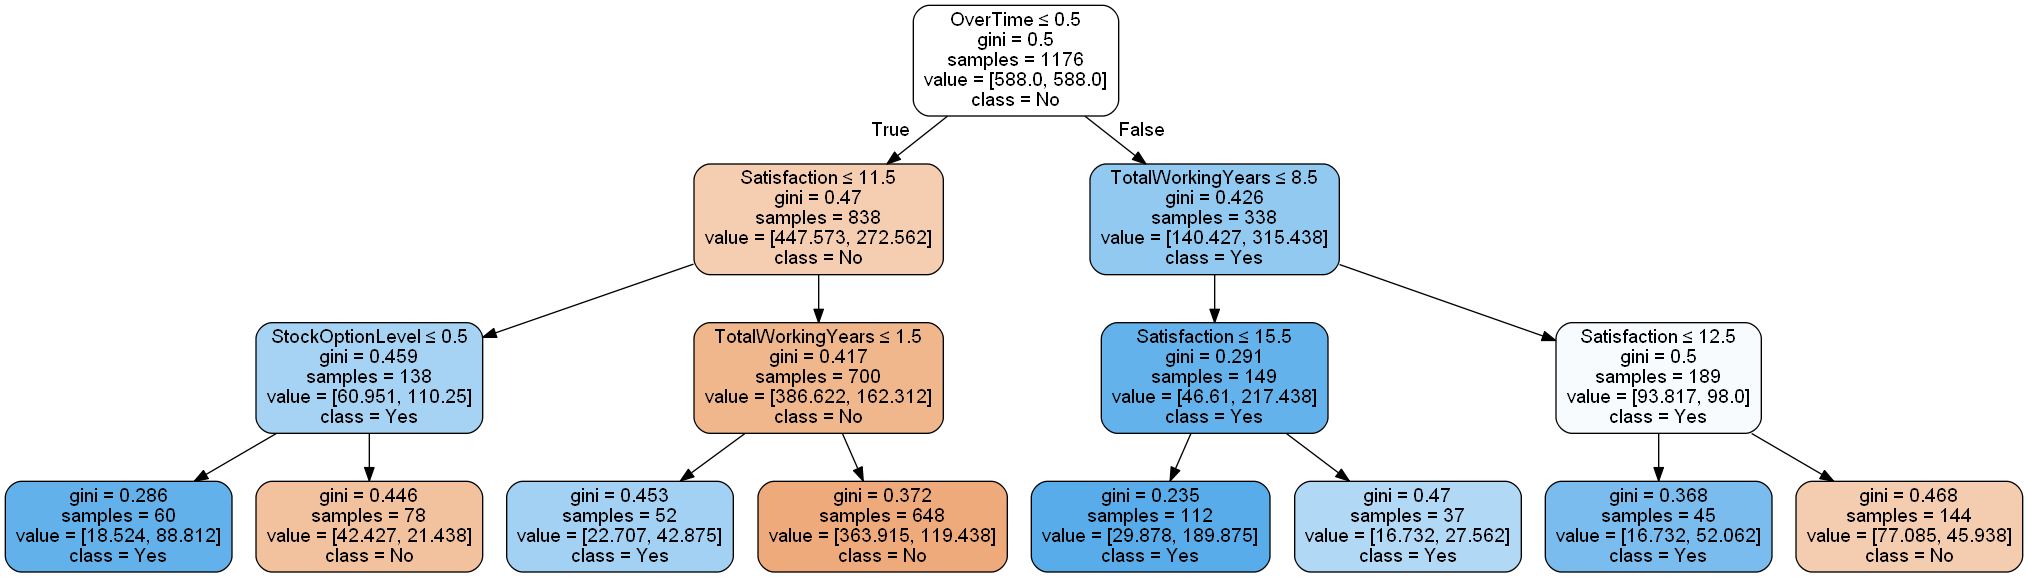 OverTime ≤ 0.5
gini = 0.5
samples = 1176
value = [588.0, 588.0]
class = No
True
False
Satisfaction ≤ 11.5
gini = 0.47
samples = 838
value = [447.573, 272.562]
class = No
TotalWorkingYears ≤ 8.5
gini = 0.426
samples = 338
value = [140.427, 315.438]
class = Yes
StockOptionLevel ≤ 0.5
gini = 0.459
samples = 138
value = [60.951, 110.25]
class = Yes
TotalWorkingYears ≤ 1.5
gini = 0.417
samples = 700
value = [386.622, 162.312]
class = No
Satisfaction ≤ 15.5
gini = 0.291
samples = 149
value = [46.61, 217.438]
class = Yes
Satisfaction ≤ 12.5
gini = 0.5
samples = 189
value = [93.817, 98.0]
class = Yes
gini = 0.286
samples = 60
value = [18.524, 88.812]
class = Yes
gini = 0.446
samples = 78
value = [42.427, 21.438]
class = No
gini = 0.453
samples = 52
value = [22.707, 42.875]
class = Yes
gini = 0.372
samples = 648
value = [363.915, 119.438]
class = No
gini = 0.235
samples = 112
value = [29.878, 189.875]
class = Yes
gini = 0.47
samples = 37
value = [16.732, 27.562]
class = Yes
gini = 0.368
samples = 45
value = [16.732, 52.062]
class = Yes
gini = 0.468
samples = 144
value = [77.085, 45.938]
class = No